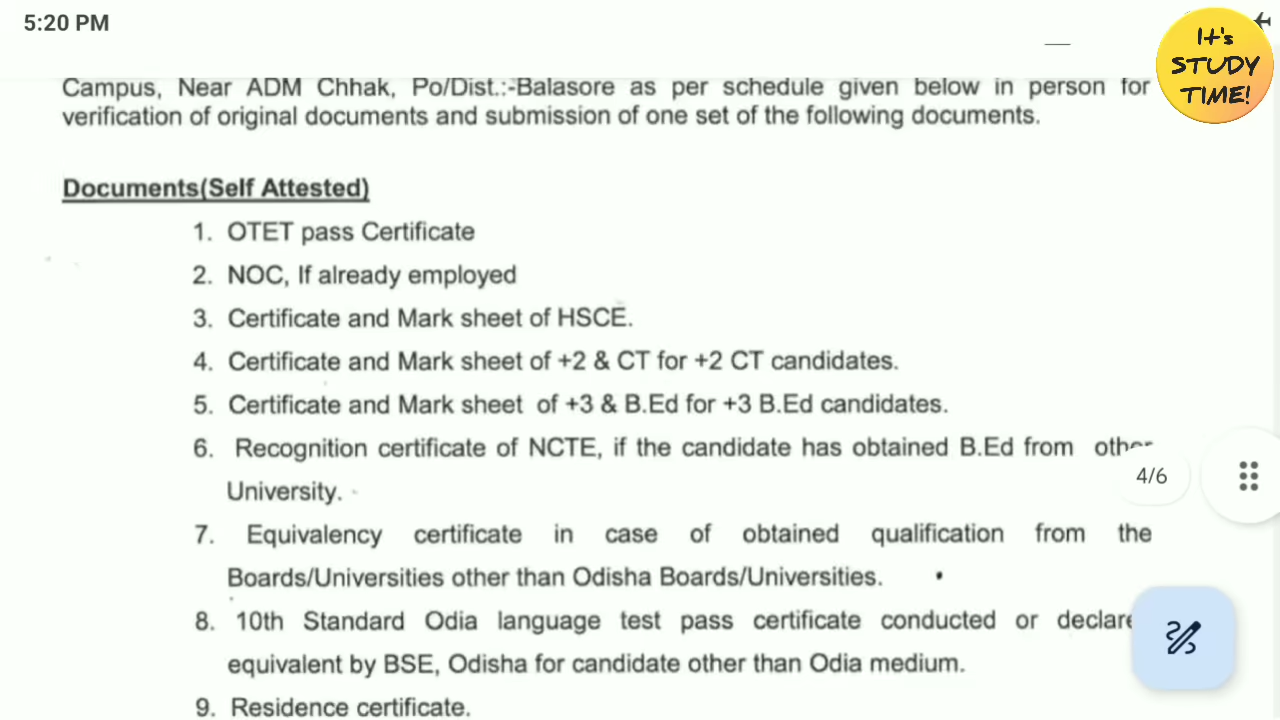 5:20 PM
It's
STUDY
TIME!
Campus, Near ADM Chhak, Po/Dist.:-Balasore as per schedule given below in person for
verification of original documents and submission of one set of the following documents.
Documents(Self Attested)
1. OTET pass Certificate
2. NOC, If already employed
3. Certificate and Mark sheet of HSCE.
4. Certificate and Mark sheet of +2 & CT for +2 CT candidates.
5. Certificate and Mark sheet of +3 & B.Ed for +3 B.Ed candidates.
6. Recognition certificate of NCTE, if the candidate has obtained B.Ed from other
University.
4/6
7. Equivalency certificate in case of obtained qualification from the
Boards/Universities other than Odisha Boards/Universities.
8. 10th Standard Odia language test pass certificate conducted or declare
equivalent by BSE, Odisha for candidate other than Odia medium.
9. Residence certificate.